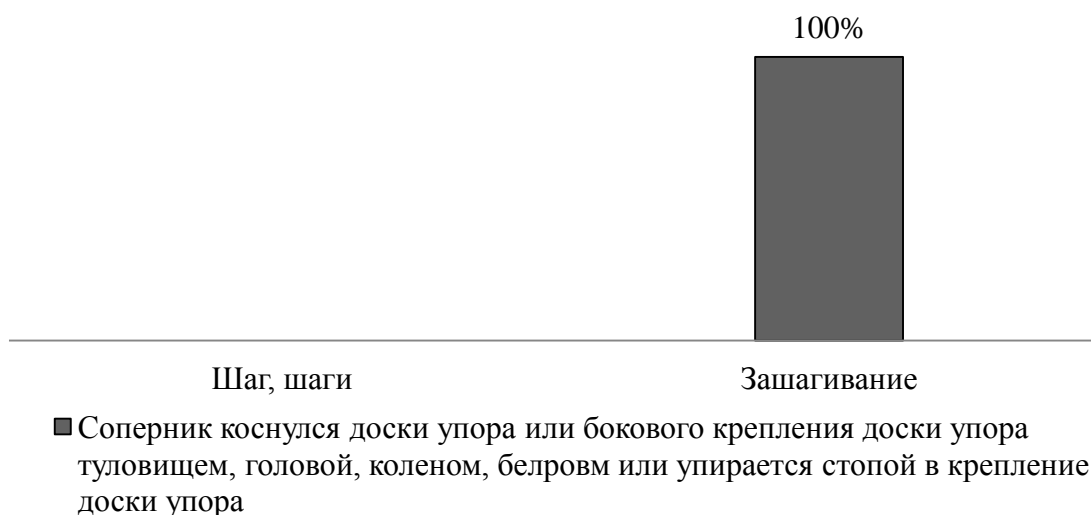 100%
Шаг, шаги
Зашагивание
Соперник коснулся доски упора или бокового крепления доски упора
туловищем, головой, коленом, белровм или упирается стопой в крепление
доски упора